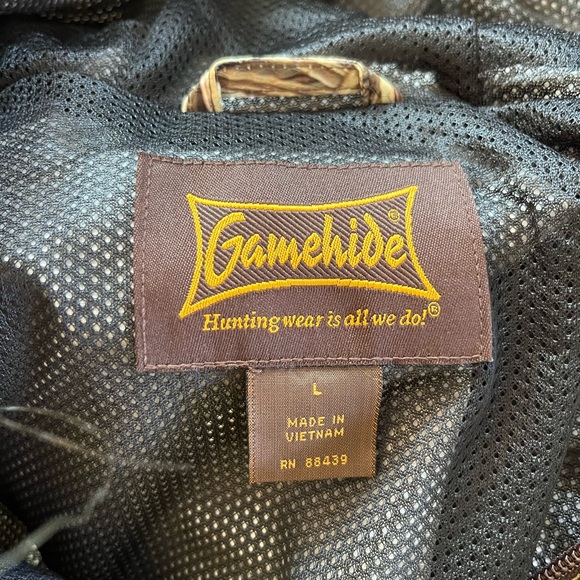 Gamehide®
Hunting wear is all we do!®
L
MADE IN
VIETNAM
RN 88439